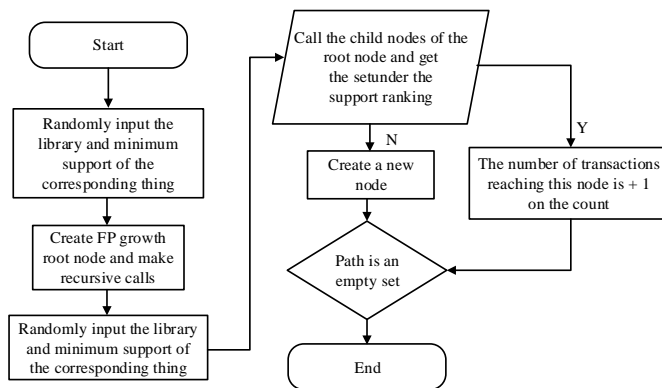 Start
Randomly input the
library and minimum
support of the
corresponding thing
Create FP growth
root node and make
recursive calls
Randomly input the library
and minimum support of
the corresponding thing
Call the child nodes of the
root node and get
the setunder the
support ranking
N
Y
Create a new
node
The number of transactions
reaching this node is + 1
on the count
Path is an
empty set
End